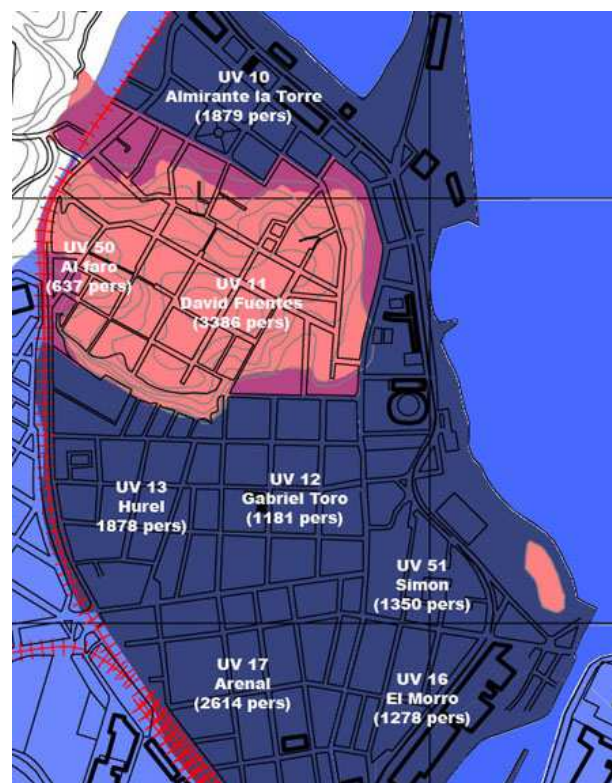 UV 10
Almirante la Torre
(1879 pers)
UV 50
Al faro
(637 pers)
UV 11
David Fuentes
(3386 pers)
UV 13
Hurel
1878 pers)
UV 12
Gabriel Toro
(1181 pers)
UV 51
Simon
(1350 pers)
UV 17
Arenal
(2614 pers)
UV 16
El Morro
(1278 pers)